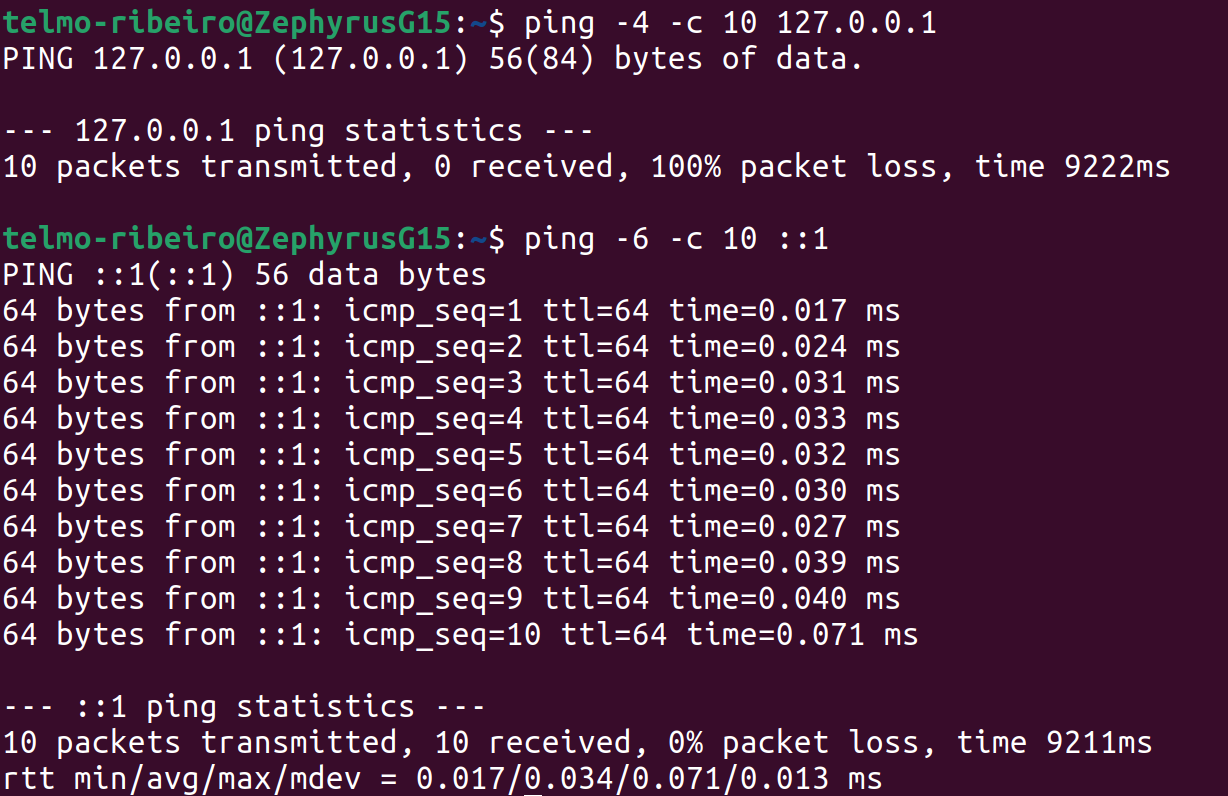 telmo-ribeiro@ZephyrusG15:~$ ping -4 -c 10 127.0.0.1
PING 127.0.0.1 (127.0.0.1) 56(84) bytes of data.
--- 127.0.0.1 ping statistics ---
10 packets transmitted, 0 received, 100% packet loss, time 9222ms
telmo-ribeiro@ZephyrusG15:~$ ping -6 -c 10 ::1
PING ::1(::1) 56 data bytes
64 bytes from ::1: icmp_seq=1 ttl=64 time=0.017 ms
64 bytes from ::1: icmp_seq=2 ttl=64 time=0.024 ms
64 bytes from ::1: icmp_seq=3 ttl=64 time=0.031 ms
64 bytes from ::1: icmp_seq=4 ttl=64 time=0.033 ms
64 bytes from ::1: icmp_seq=5 ttl=64 time=0.032 ms
64 bytes from ::1: icmp_seq=6 ttl=64 time=0.030 ms
64 bytes from ::1: icmp_seq=7 ttl=64 time=0.027 ms
64 bytes from ::1: icmp_seq=8 ttl=64 time=0.039 ms
64 bytes from ::1: icmp_seq=9 ttl=64 time=0.040 ms
64 bytes from ::1: icmp_seq=10 ttl=64 time=0.071 ms
--- ::1 ping statistics ---
10 packets transmitted, 10 received, 0% packet loss, time 9211ms
rtt min/avg/max/mdev = 0.017/0.034/0.071/0.013 ms